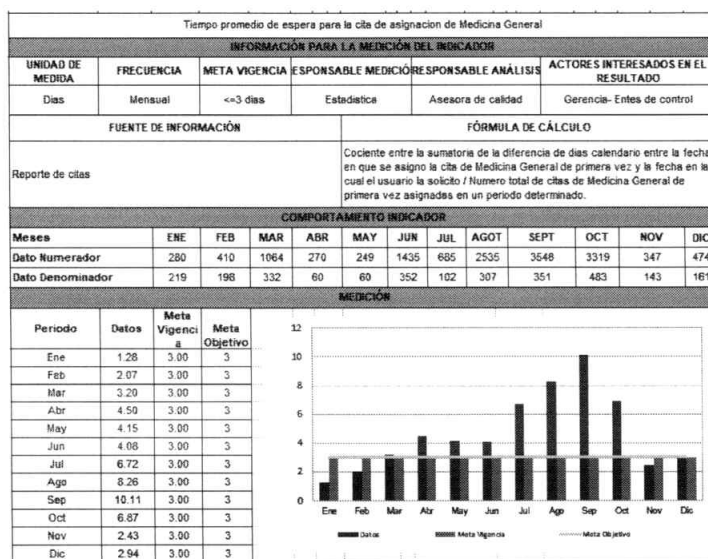 Tiempo promedio de espera para la cita de asignacion de Medicina General
INFORMACIÓN PARA LA MEDICIÓN DEL INDICADOR
UNIDAD DE MEDIDA FRECUENCIA META VIGENCIA ESPONSABLE MEDICIÓ RESPONSABLE ANÁLISIS ACTORES INTERESADOS EN EL RESULTADO
Dias Mensual <=3 dias Estadistica Asesora de calidad Gerencia- Entes de control
FUENTE DE INFORMACIÓN FÓRMULA DE CÁLCULO
Reporte de citas
Cociente entre la sumatoria de la diferencia de dias calendario entre la fecha
en que se asigno la cita de Medicina General de primera vez y la fecha en la
cual el usuario la solicito / Numero total de citas de Medicina General de
primera vez asignadas en un periodo determinado.
COMPORTAMIENTO INDICADOR
Meses ENE FEB MAR ABR MAY JUN JUL AGOT SEPT OCT NOV DIC
Dato Numerador 280 410 1064 270 249 1435 685 2535 3548 3319 347 474
Dato Denominador 219 198 332 60 60 352 102 307 351 483 143 161
MEDICIÓN
Periodo Datos Meta Vigenci a Meta Objetivo
Ene 1.28 3.00 3
Feb 2.07 3.00 3
Mar 3.20 3.00 3
Abr 4.50 3.00 3
May 4.15 3.00 3
Jun 4.08 3.00 3
Jul 6.72 3.00 3
Ago 8.26 3.00 3
Sep 10.11 3.00 3
Oct 6.87 3.00 3
Nov 2.43 3.00 3
Dic 2.94 3.00 3
12
10
8
6
4
2
0
Ene Feb Mar Abr May Jun Jul Ago Sep Oct Nov Dic
Datos Meta Vigencia Meta Objetivo